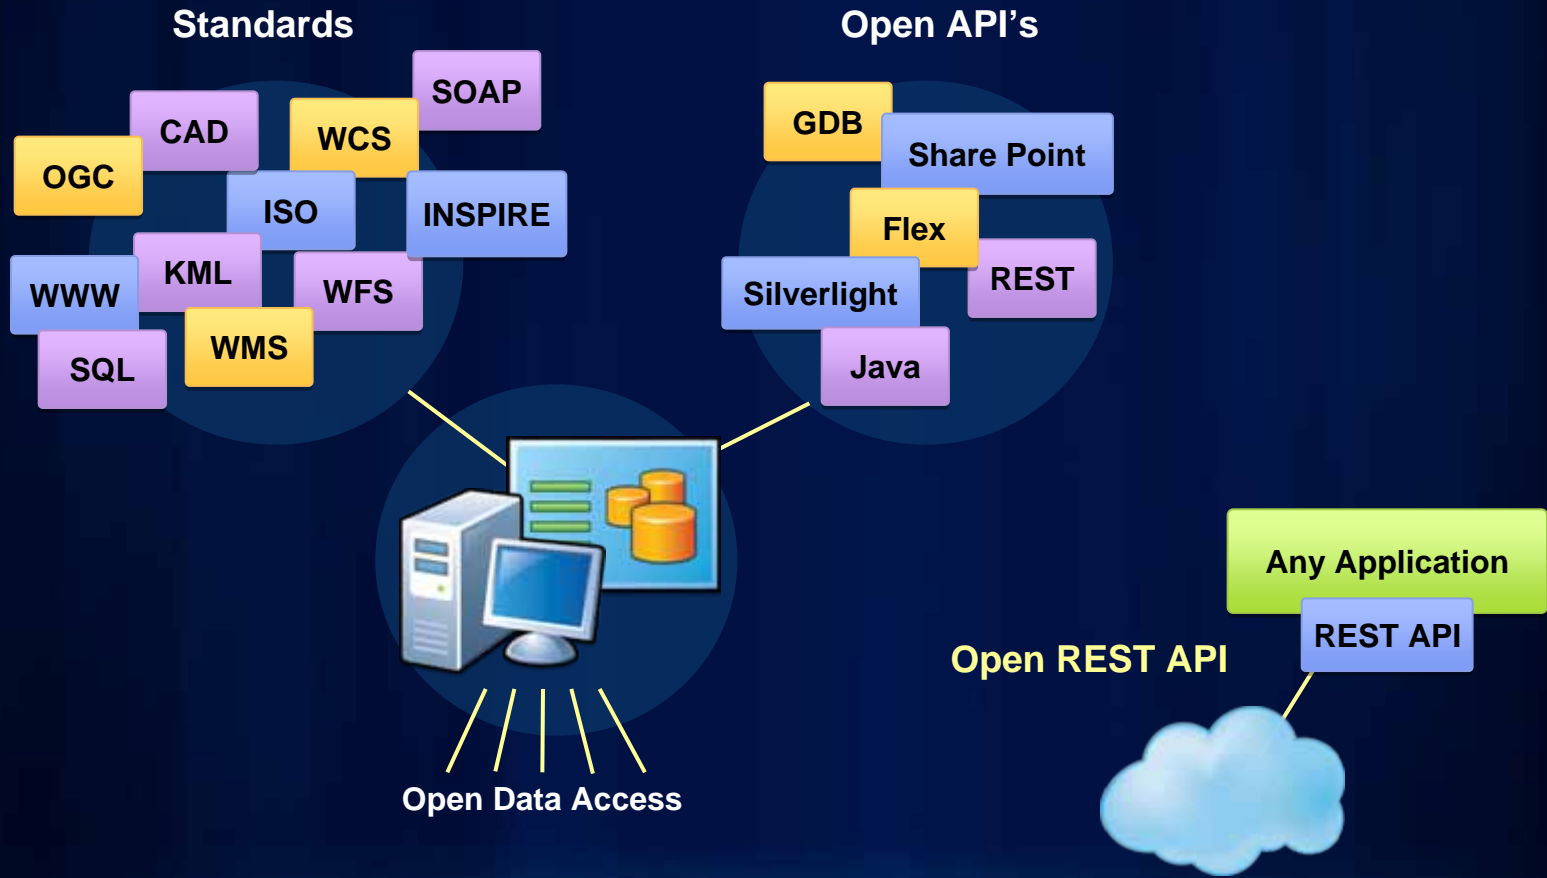 Standards
SOAP
CAD
WCS
OGC
ISO
INSPIRE
KML
WWW
WFS
WMS
SQL
Open API's
GDB
Share Point
Flex
REST
Silverlight
Java
Open Data Access
Any Application
REST API
Open REST API